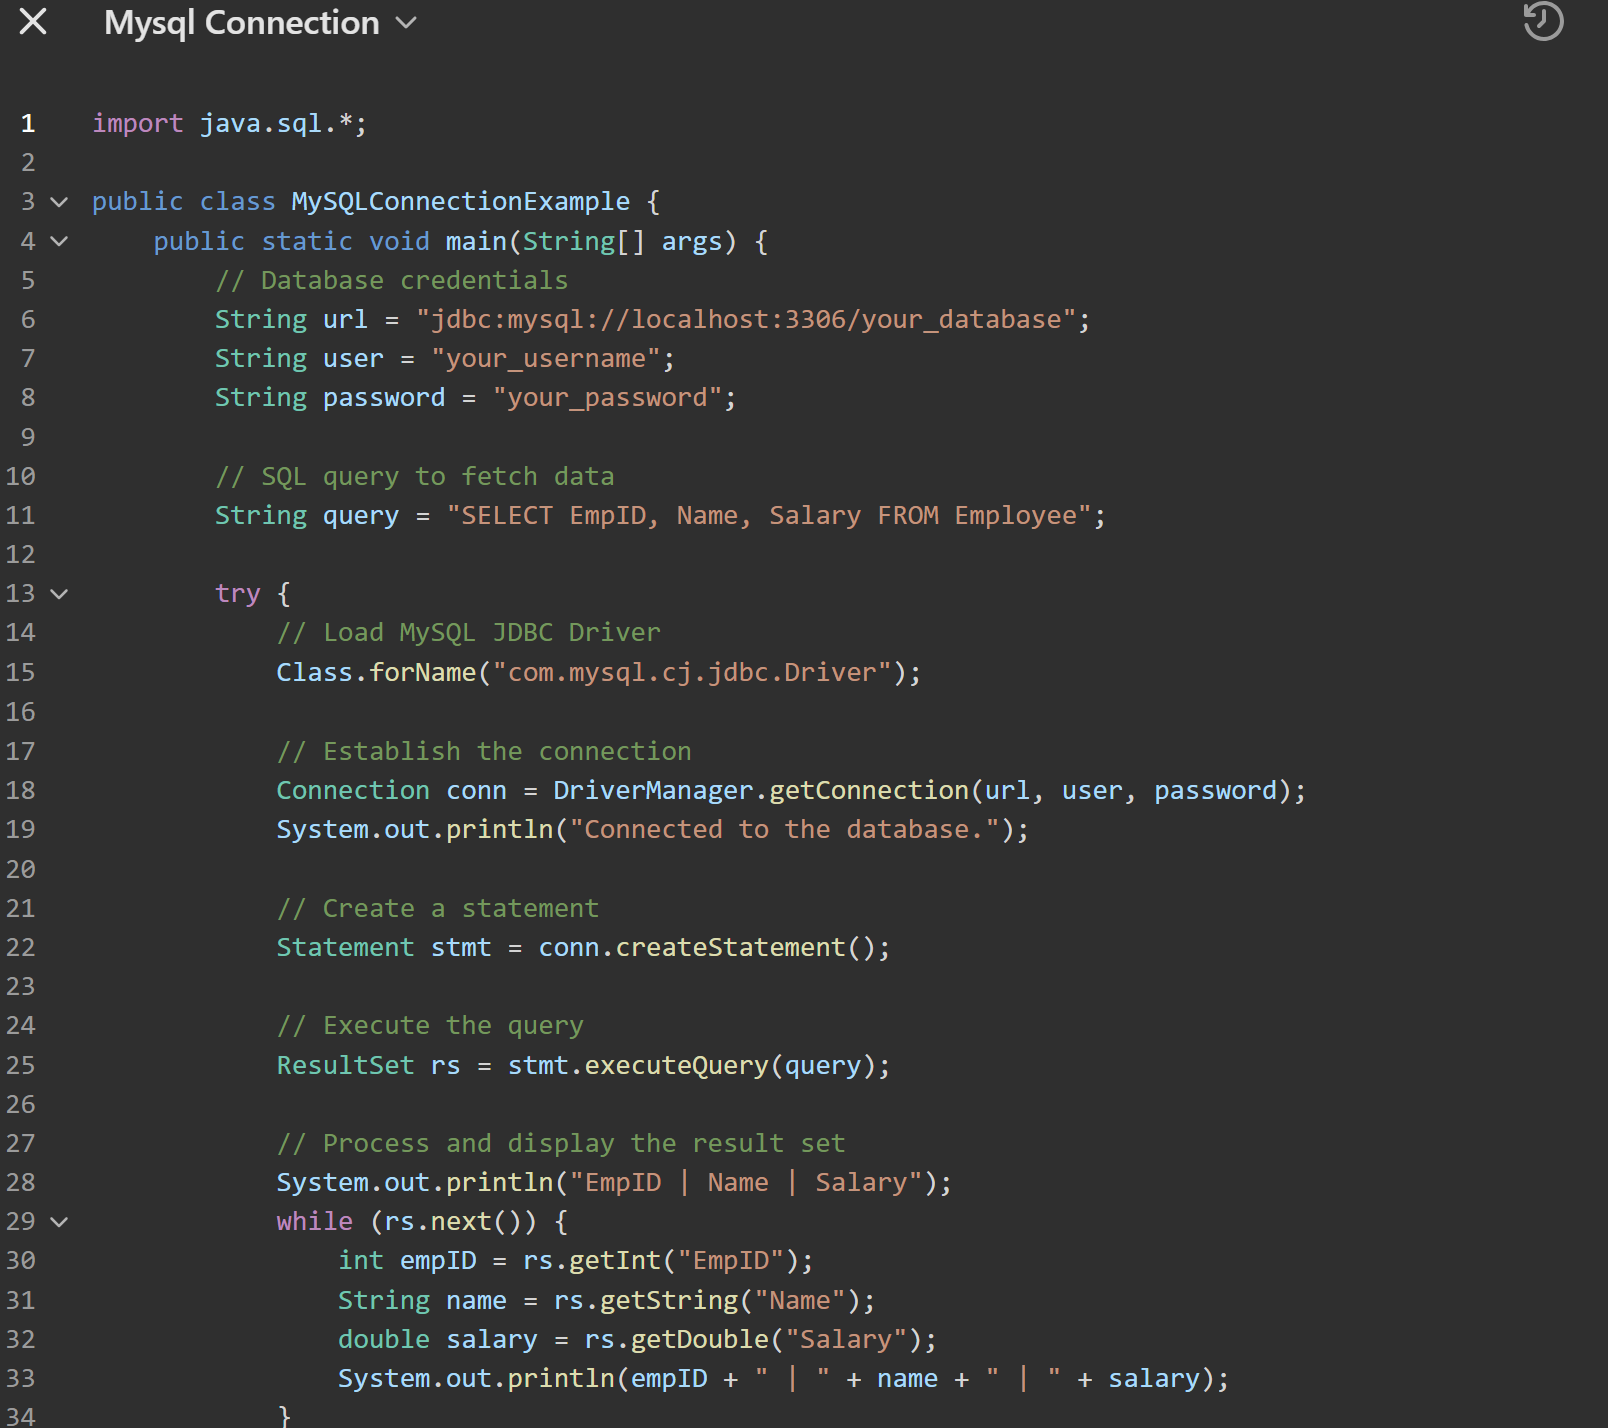 Mysql Connection
1 import java.sql.*;
2
3 public class MySQLConnectionExample {
4     public static void main(String[] args) {
5         // Database credentials
6         String url = "jdbc:mysql://localhost:3306/your_database";
7         String user = "your_username";
8         String password = "your_password";
9
10         // SQL query to fetch data
11         String query = "SELECT EmpID, Name, Salary FROM Employee";
12
13         try {
14             // Load MySQL JDBC Driver
15             Class.forName("com.mysql.cj.jdbc.Driver");
16
17             // Establish the connection
18             Connection conn = DriverManager.getConnection(url, user, password);
19             System.out.println("Connected to the database.");
20
21             // Create a statement
22             Statement stmt = conn.createStatement();
23
24             // Execute the query
25             ResultSet rs = stmt.executeQuery(query);
26
27             // Process and display the result set
28             System.out.println("EmpID | Name | Salary");
29             while (rs.next()) {
30                 int empID = rs.getInt("EmpID");
31                 String name = rs.getString("Name");
32                 double salary = rs.getDouble("Salary");
33                 System.out.println(empID + " | " + name + " | " + salary);
34             }